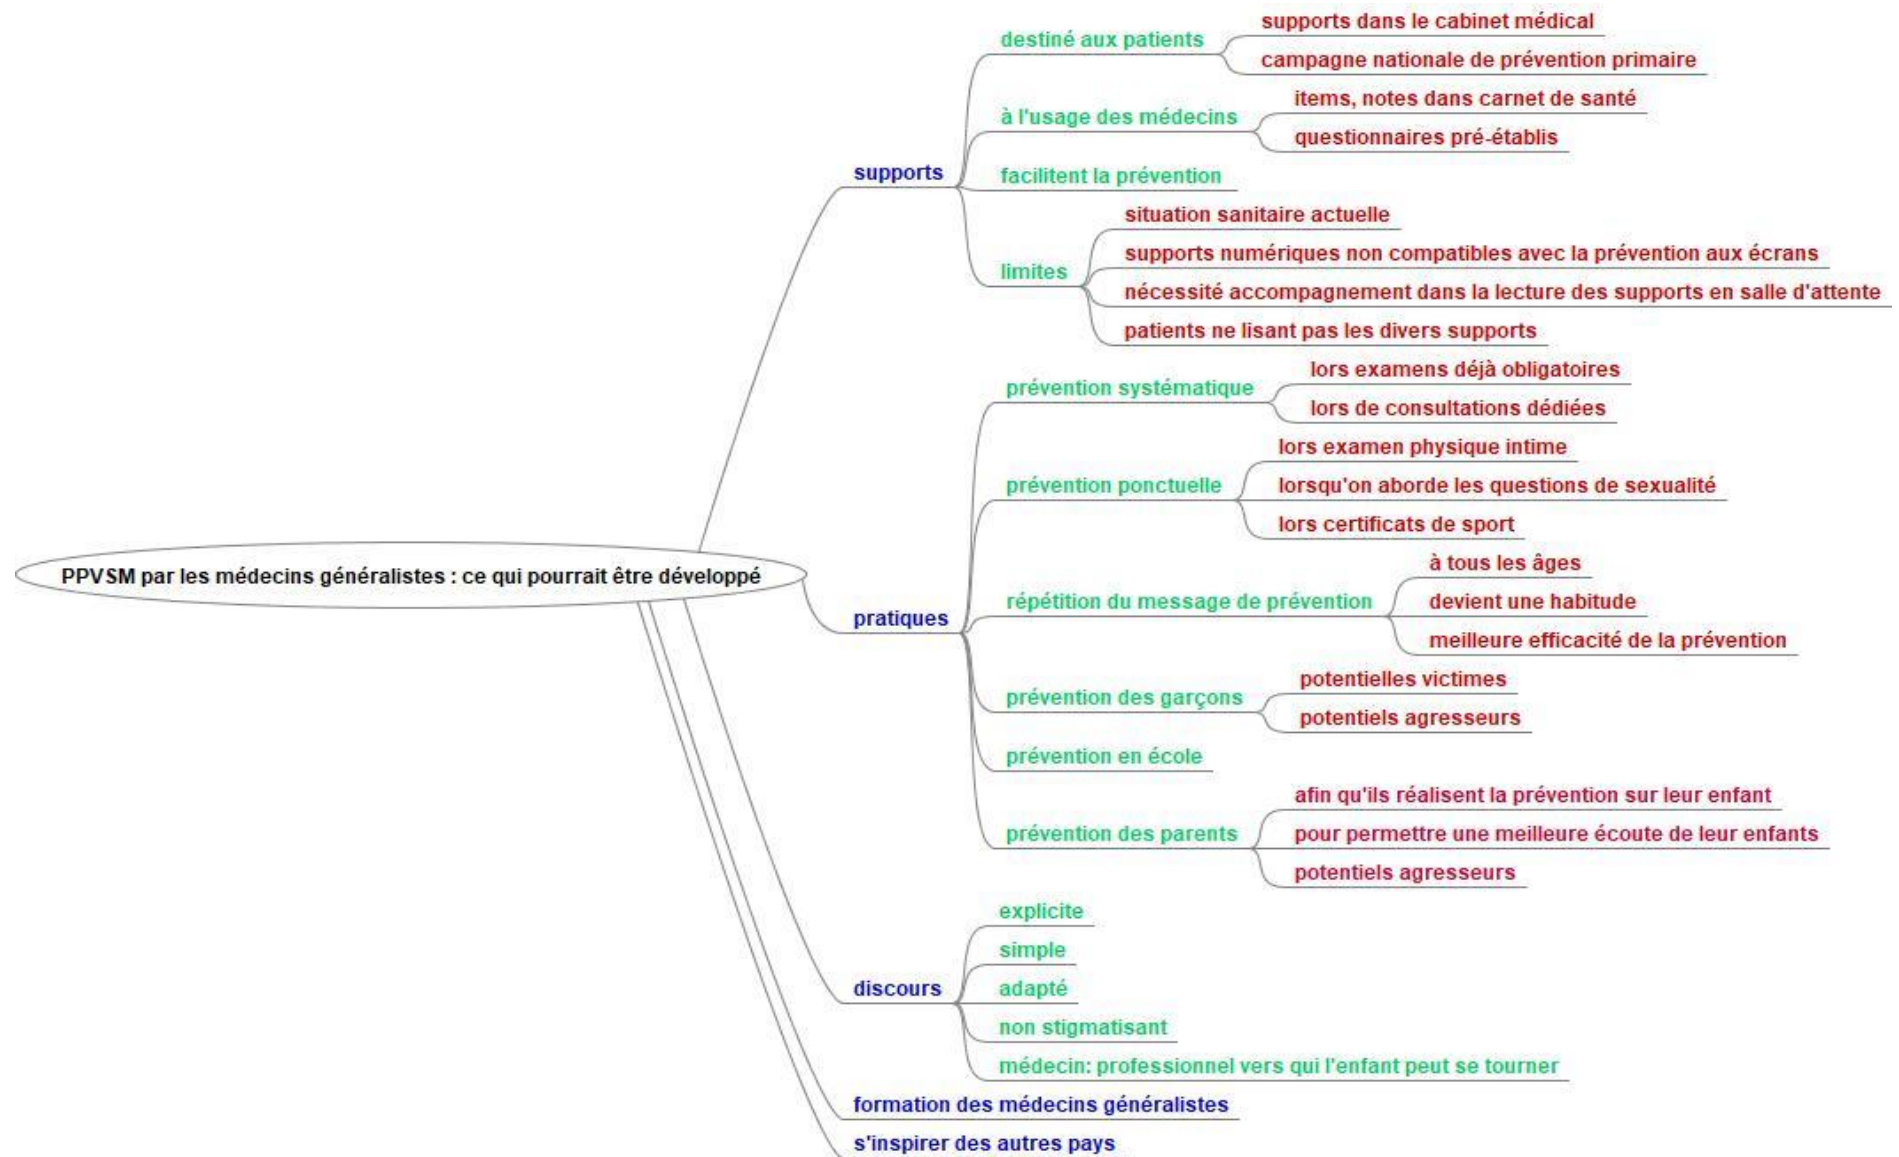 PPVSM par les médecins généralistes : ce qui pourrait être développé
supports
destiné aux patients
supports dans le cabinet médical
campagne nationale de prévention primaire
à l'usage des médecins
items, notes dans carnet de santé
questionnaires pré-établis
facilitent la prévention
limites
situation sanitaire actuelle
supports numériques non compatibles avec la prévention aux écrans
nécessité accompagnement dans la lecture des supports en salle d'attente
patients ne lisant pas les divers supports
pratiques
prévention systématique
lors examens déjà obligatoires
lors de consultations dédiées
prévention ponctuelle
lors examen physique intime
lorsqu'on aborde les questions de sexualité
lors certificats de sport
répétition du message de prévention
à tous les âges
devient une habitude
meilleure efficacité de la prévention
prévention des garçons
potentielles victimes
potentiels agresseurs
prévention en école
prévention des parents
afin qu'ils réalisent la prévention sur leur enfant
pour permettre une meilleure écoute de leur enfants
potentiels agresseurs
discours
explicite
simple
adapté
non stigmatisant
médecin: professionnel vers qui l'enfant peut se tourner
formation des médecins généralistes
s'inspirer des autres pays